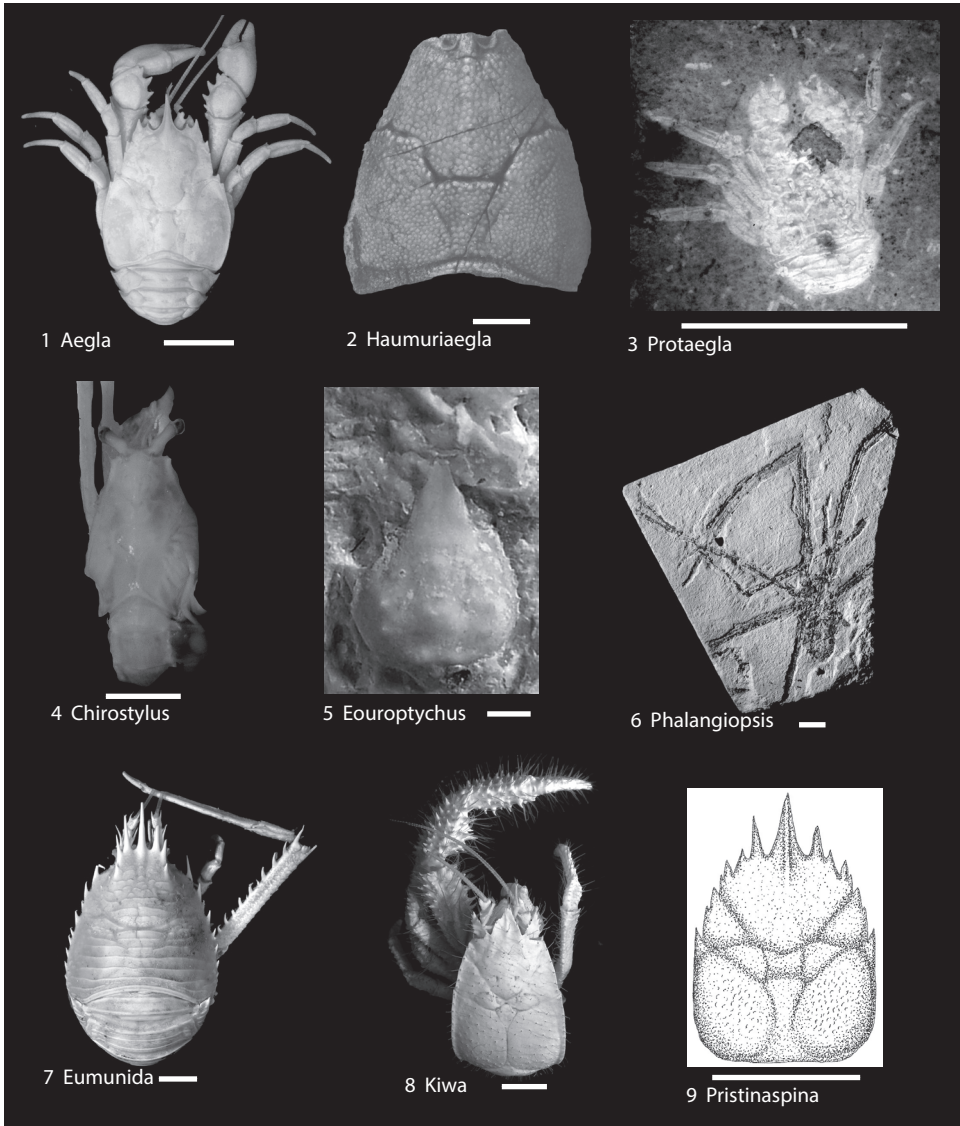 1 Aegla
2 Haumuriaegla
3 Protaegla
4 Chirostylus
5 Eouroptychus
6 Phalangiopsis
7 Eumunida
8 Kiwa
9 Pristinaspina